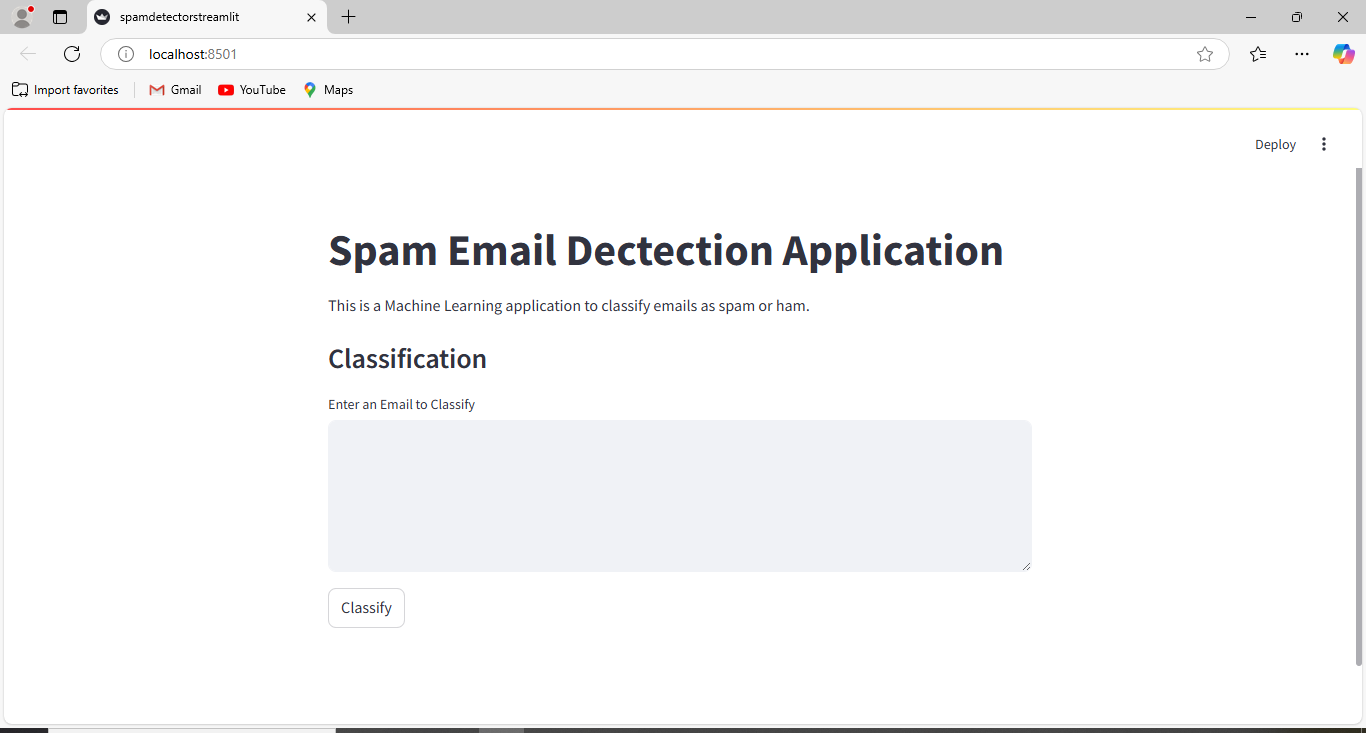 spamdetectorstreamlit
localhost:8501
Import favorites
Gmail
YouTube
Maps
Deploy
Spam Email Dectection Application
This is a Machine Learning application to classify emails as spam or ham.
Classification
Enter an Email to Classify
Classify